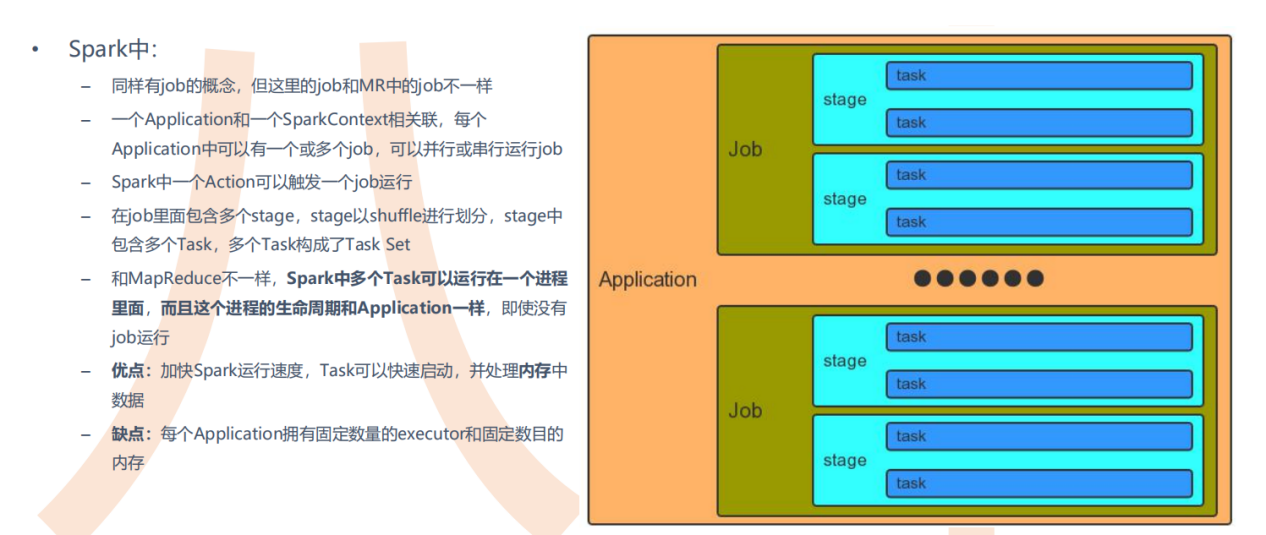 • Spark中：
– 同样有job的概念，但这里的job和MR中的job不一样
– 一个Application和一个SparkContext相关联，每个
Application中可以有一个或多个job，可以并行或串行运行job
– Spark中一个Action可以触发一个job运行
– 在job里面包含多个stage，stage以shuffle进行划分，stage中
包含多个Task，多个Task构成了Task Set
– 和MapReduce不一样，Spark中多个Task可以运行在一个进程
里面，而且这个进程的生命周期和Application一样，即使没有
job运行
– 优点：加快Spark运行速度，Task可以快速启动，并处理内存中
数据
– 缺点：每个Application拥有固定数量的executor和固定数目的
内存
Application
Job
stage
task
task
stage
task
task
Job
stage
task
task
stage
task
task